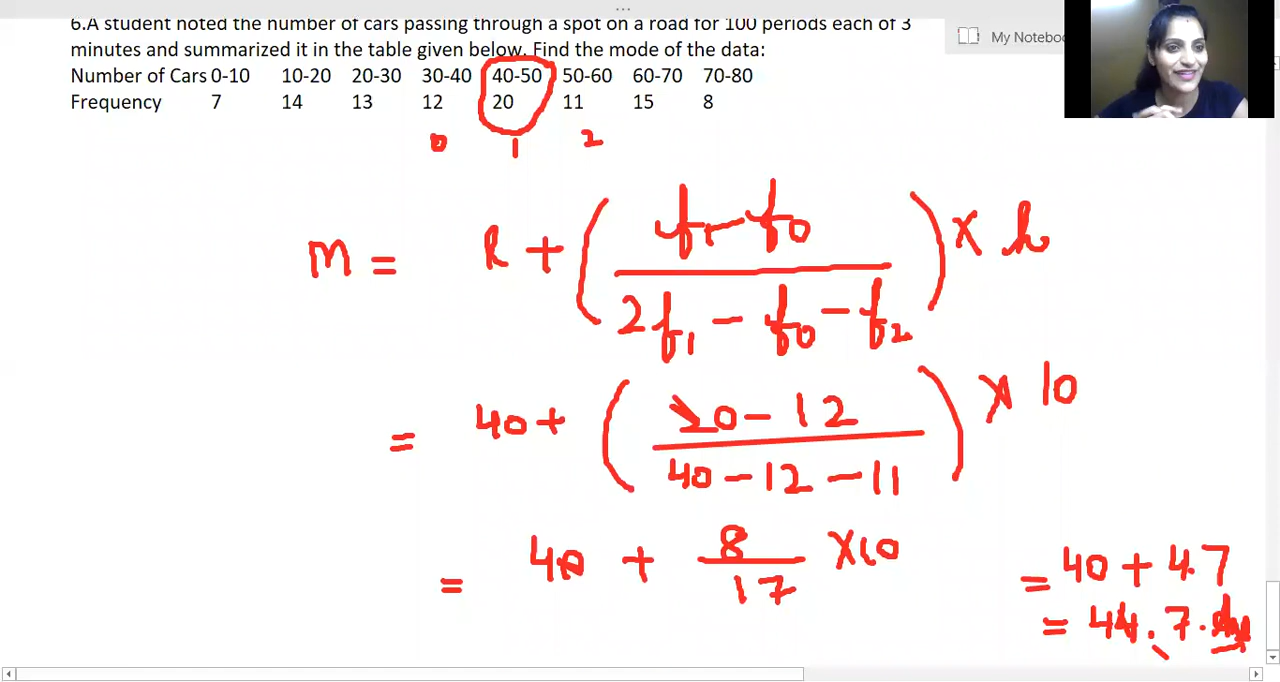 6.A student noted the number of cars passing through a spot on a road for 100 periods each of 3
minutes and summarized it in the table given below. Find the mode of the data:
My Notebo
Number of Cars 0-10 10-20 20-30 30-40 40-50 50-60 60-70 70-80
Frequency 7 14 13 12 20 11 15 8
0 1 2
M = l + ( f1 - f0 / 2f1 - f0 - f2 ) × h
= 40 + ( 20 - 12 / 40 - 12 - 11 ) × 10
= 40 + 8 / 17 × 10
= 40 + 4.7
= 44.7.